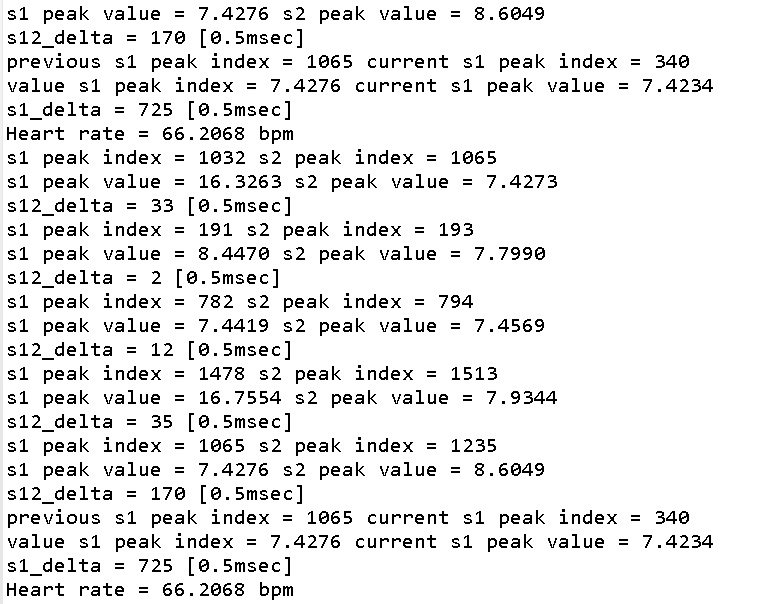 s1 peak value = 7.4276 s2 peak value = 8.6049
s12_delta = 170 [0.5msec]
previous s1 peak index = 1065 current s1 peak index = 340
value s1 peak index = 7.4276 current s1 peak value = 7.4234
s1_delta = 725 [0.5msec]
Heart rate = 66.2068 bpm
s1 peak index = 1032 s2 peak index = 1065
s1 peak value = 16.3263 s2 peak value = 7.4273
s12_delta = 33 [0.5msec]
s1 peak index = 191 s2 peak index = 193
s1 peak value = 8.4470 s2 peak value = 7.7990
s12_delta = 2 [0.5msec]
s1 peak index = 782 s2 peak index = 794
s1 peak value = 7.4419 s2 peak value = 7.4569
s12_delta = 12 [0.5msec]
s1 peak index = 1478 s2 peak index = 1513
s1 peak value = 16.7554 s2 peak value = 7.9344
s12_delta = 35 [0.5msec]
s1 peak index = 1065 s2 peak index = 1235
s1 peak value = 7.4276 s2 peak value = 8.6049
s12_delta = 170 [0.5msec]
previous s1 peak index = 1065 current s1 peak index = 340
value s1 peak index = 7.4276 current s1 peak value = 7.4234
s1_delta = 725 [0.5msec]
Heart rate = 66.2068 bpm